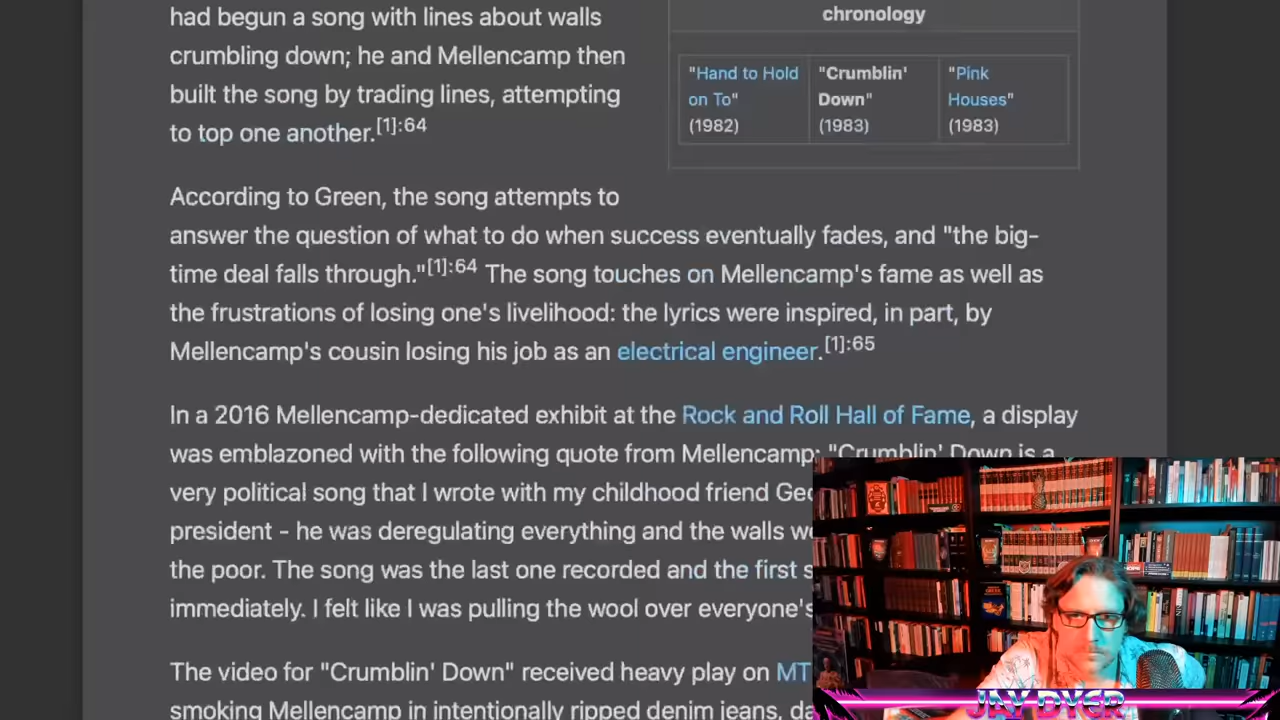 had begun a song with lines about walls
crumbling down; he and Mellencamp then
built the song by trading lines, attempting
to top one another.[1]:64
chronology
"Hand to Hold on To" (1982)
"Crumblin' Down" (1983)
"Pink Houses" (1983)
According to Green, the song attempts to
answer the question of what to do when success eventually fades, and "the big-
time deal falls through."[1]:64 The song touches on Mellencamp's fame as well as
the frustrations of losing one's livelihood: the lyrics were inspired, in part, by
Mellencamp's cousin losing his job as an electrical engineer.[1]:65
In a 2016 Mellencamp-dedicated exhibit at the Rock and Roll Hall of Fame, a display
was emblazoned with the following quote from Mellencamp: "Crumblin' Down is a
very political song that I wrote with my childhood friend Geo
president - he was deregulating everything and the walls we
the poor. The song was the last one recorded and the first s
immediately. I felt like I was pulling the wool over everyone's
The video for "Crumblin' Down" received heavy play on MT
smoking Mellencamp in intentionally ripped denim jeans, da
JAY DYER